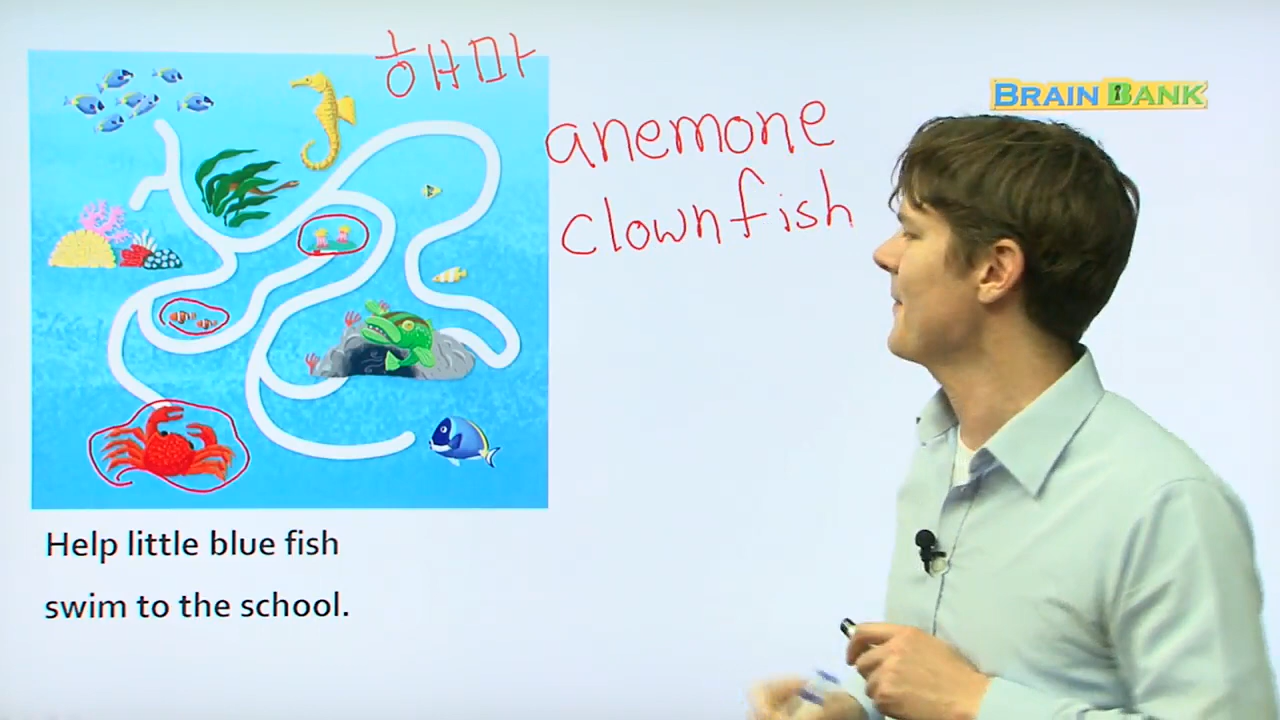 해마
BRAIN BANK
anemone
clownfish
Help little blue fish
swim to the school.